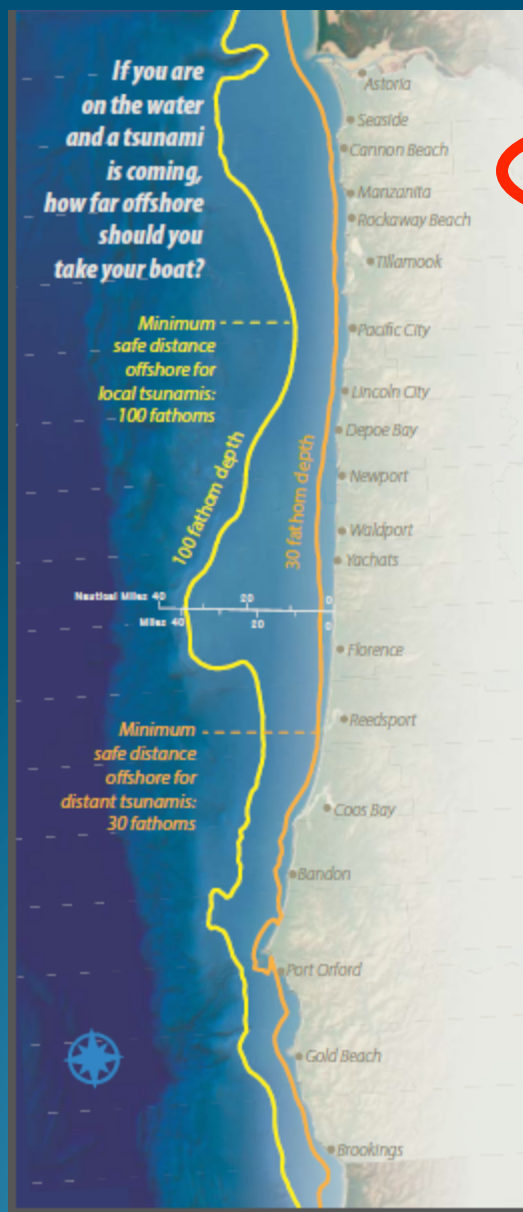 If you are
on the water
and a tsunami
is coming,
how far offshore
should you
take your boat?
Astoria
Seaside
Cannon Beach
Manzanita
Rockaway Beach
Tillamook
Minimum
safe distance
offshore for
local tsunamis:
100 fathoms
Pacific City
Lincoln City
Depoe Bay
100 fathom depth
30 fathom depth
Newport
Waldport
Yachats
Nautical Miles 40 20 0
Miles 40 20 0
Florence
Reedsport
Minimum
safe distance
offshore for
distant tsunamis:
30 fathoms
Coos Bay
Bandon
Port Orford
Gold Beach
Brookings